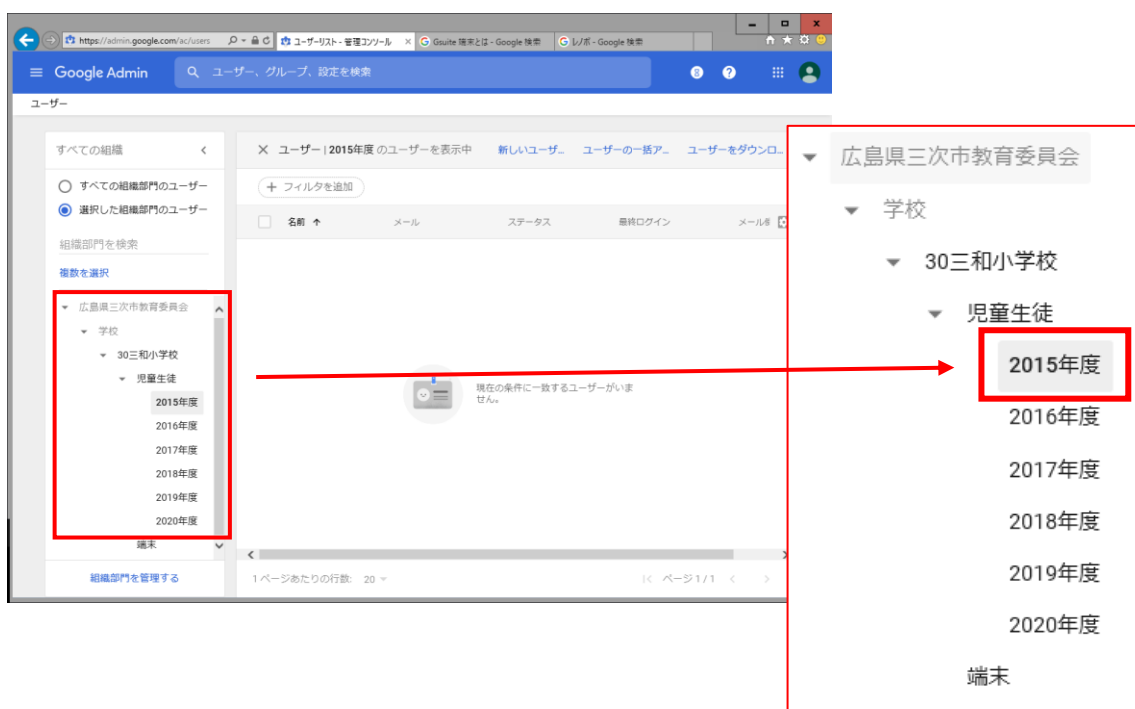 https://admin.google.com/ac/users
ユーザーリスト - 管理コンソール
Gsuite 端末とは - Google 検索
レノボ - Google 検索
Google Admin
ユーザー、グループ、設定を検索
ユーザー
すべての組織
すべての組織部門のユーザー
選択した組織部門のユーザー
組織部門を検索
複数を選択
広島県三次市教育委員会
学校
30三和小学校
児童生徒
2015年度
2016年度
2017年度
2018年度
2019年度
2020年度
端末
組織部門を管理する
ユーザー | 2015年度 のユーザーを表示中
新しいユーザ...
ユーザーの一括ア...
ユーザーをダウンロ...
+ フィルタを追加
名前 ↑
メール
ステータス
最終ログイン
現在の条件に一致するユーザーがいま
せん。
1 ページあたりの行数: 20
ページ 1 / 1
広島県三次市教育委員会
学校
30三和小学校
児童生徒
2015年度
2016年度
2017年度
2018年度
2019年度
2020年度
端末